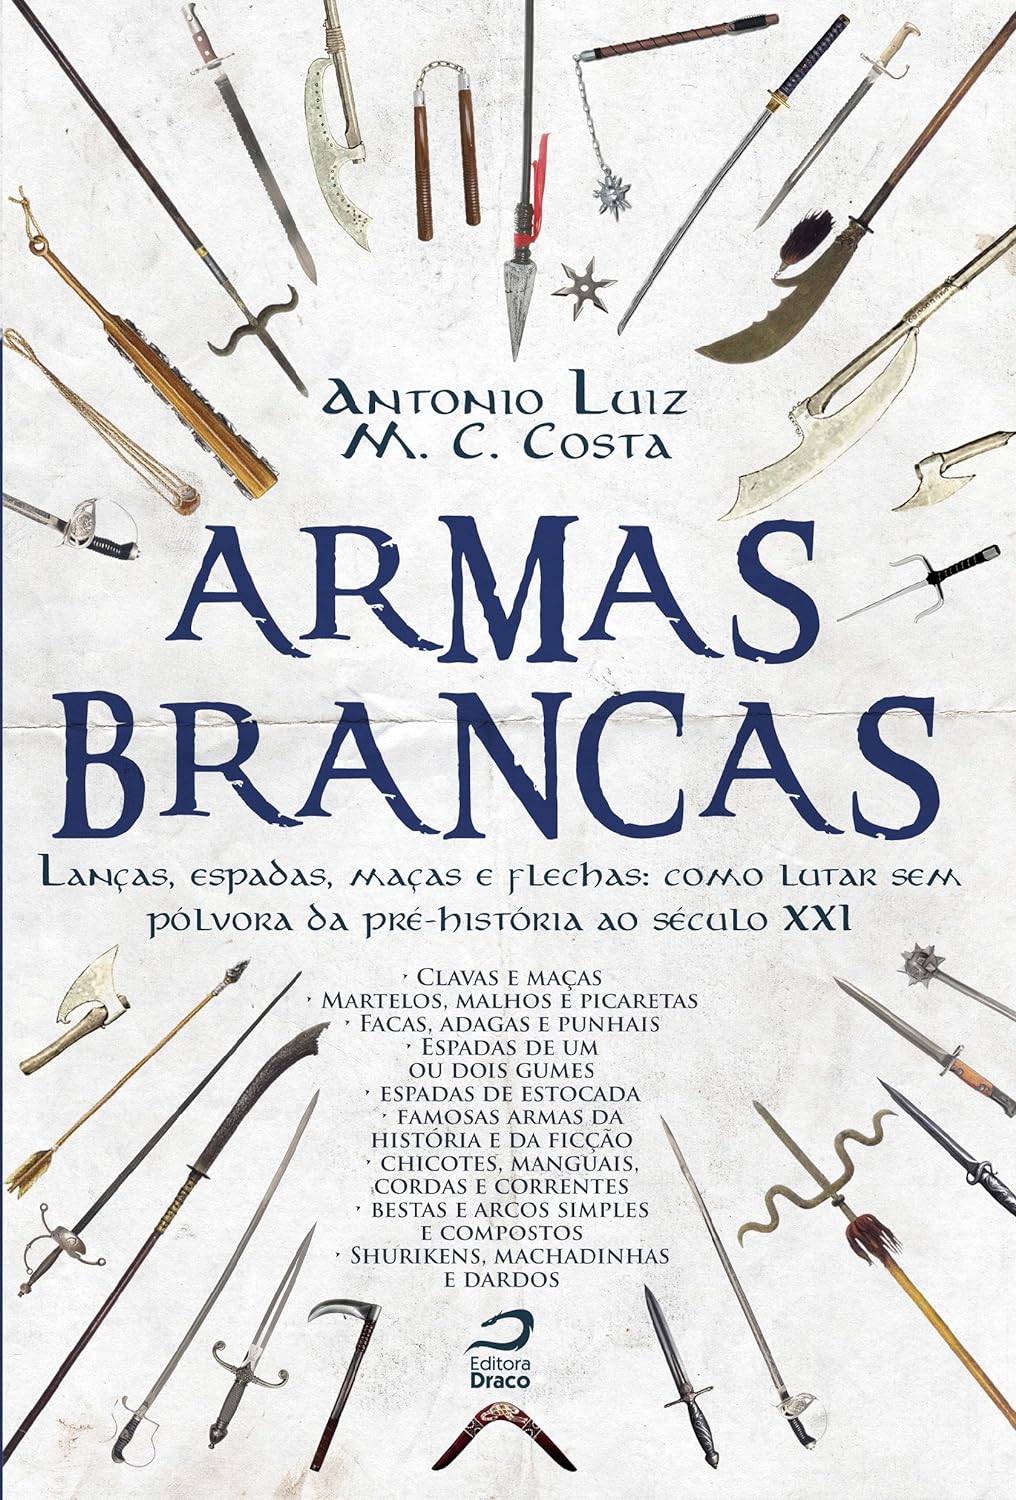 Antonio Luiz
M. C. Costa
ARMAS
BRANCAS
Lanças, espadas, maças e flechas: como lutar sem
pólvora da pré-história ao século XXI
Clavas e maças
Martelos, malhos e picaretas
Facas, adagas e punhais
Espadas de um
ou dois gumes
espadas de estocada
famosas armas da
história e da ficção
chicotes, manguais,
cordas e correntes
bestas e arcos simples
e compostos
Shurikens, machadinhas
e dardos
Editora
Draco